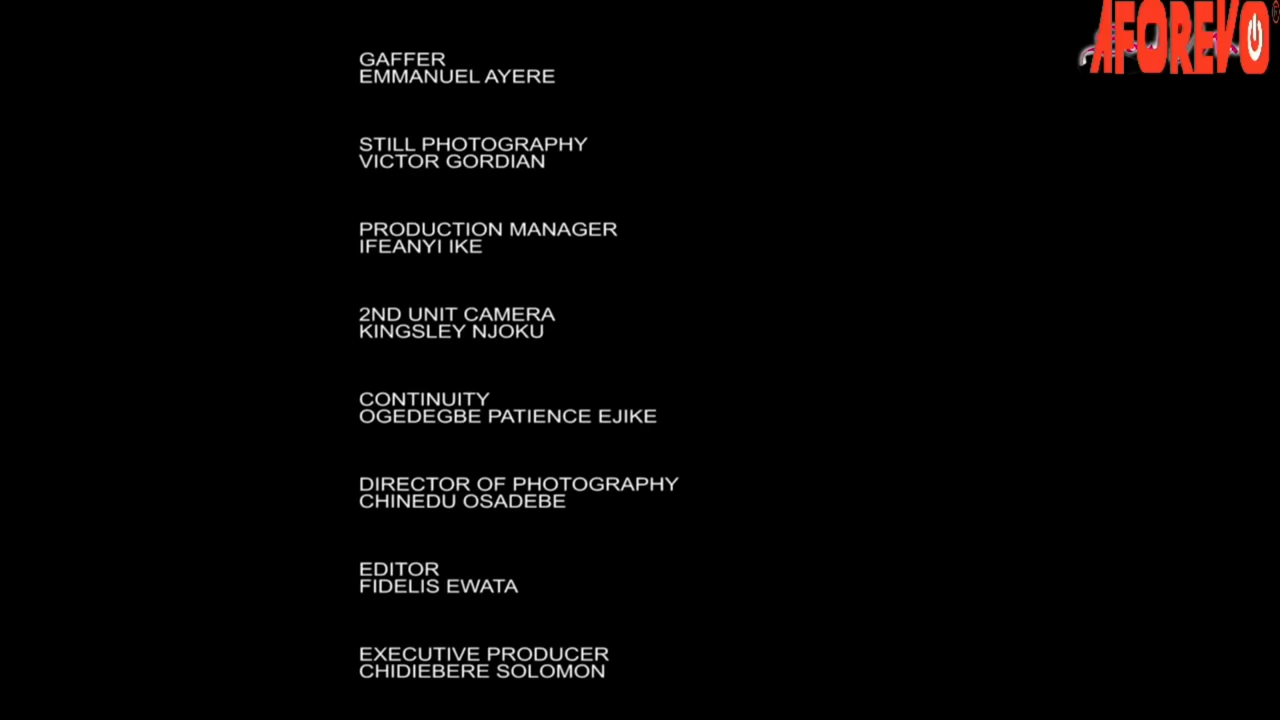 AFOREVO
GAFFER
EMMANUEL AYERE
STILL PHOTOGRAPHY
VICTOR GORDIAN
PRODUCTION MANAGER
IFEANYI IKE
2ND UNIT CAMERA
KINGSLEY NJOKU
CONTINUITY
OGEDEGBE PATIENCE EJIKE
DIRECTOR OF PHOTOGRAPHY
CHINEDU OSADEBE
EDITOR
FIDELIS EWATA
EXECUTIVE PRODUCER
CHIDIEBERE SOLOMON